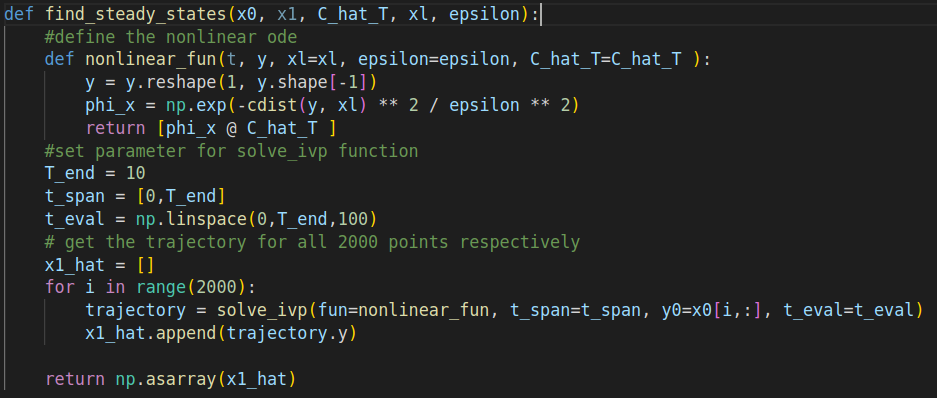 def find_steady_states(x0, x1, C_hat_T, xl, epsilon):
    #define the nonlinear ode
    def nonlinear_fun(t, y, xl=xl, epsilon=epsilon, C_hat_T=C_hat_T ):
        y = y.reshape(1, y.shape[-1])
        phi_x = np.exp(-cdist(y, xl) ** 2 / epsilon ** 2)
        return [phi_x @ C_hat_T ]
    #set parameter for solve_ivp function
    T_end = 10
    t_span = [0,T_end]
    t_eval = np.linspace(0,T_end,100)
    # get the trajectory for all 2000 points respectively
    x1_hat = []
    for i in range(2000):
        trajectory = solve_ivp(fun=nonlinear_fun, t_span=t_span, y0=x0[i,:], t_eval=t_eval)
        x1_hat.append(trajectory.y)
    return np.asarray(x1_hat)